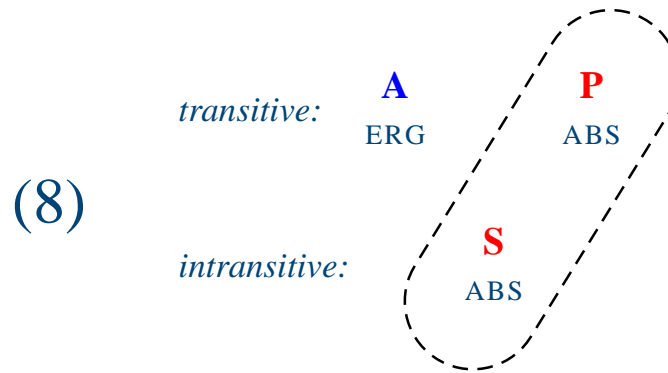 A P
transitive:
ERG ABS
(8)
S
intransitive:
ABS